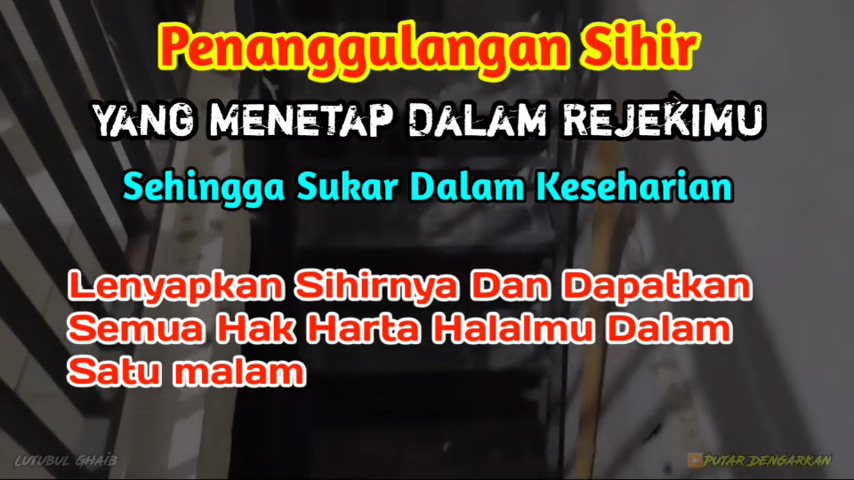 Penanggulangan Sihir
YANG MENETAP DALAM REJEKIMU
Sehingga Sukar Dalam Keseharian
Lenyapkan Sihirnya Dan Dapatkan
Semua Hak Harta Halalmu Dalam
Satu malam
LUTUBUL GHAIB
PUTAR DENGARKAN